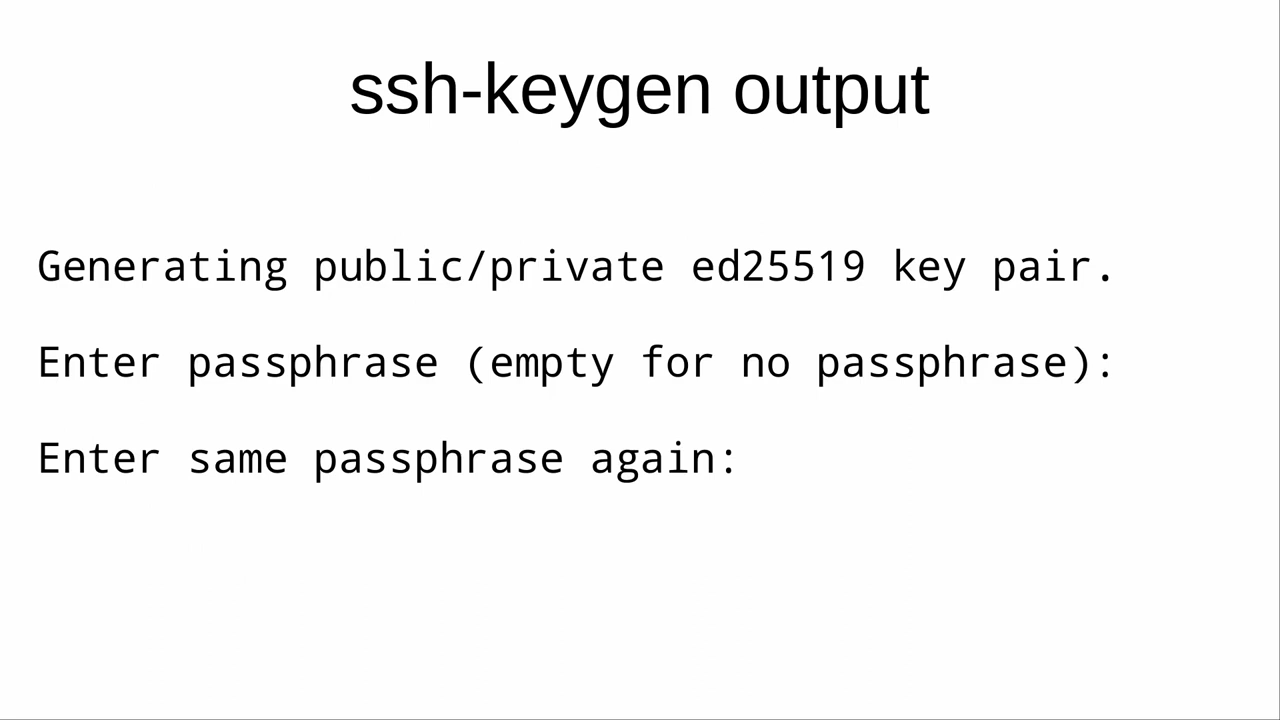 ssh-keygen output
Generating public/private ed25519 key pair.
Enter passphrase (empty for no passphrase):
Enter same passphrase again: